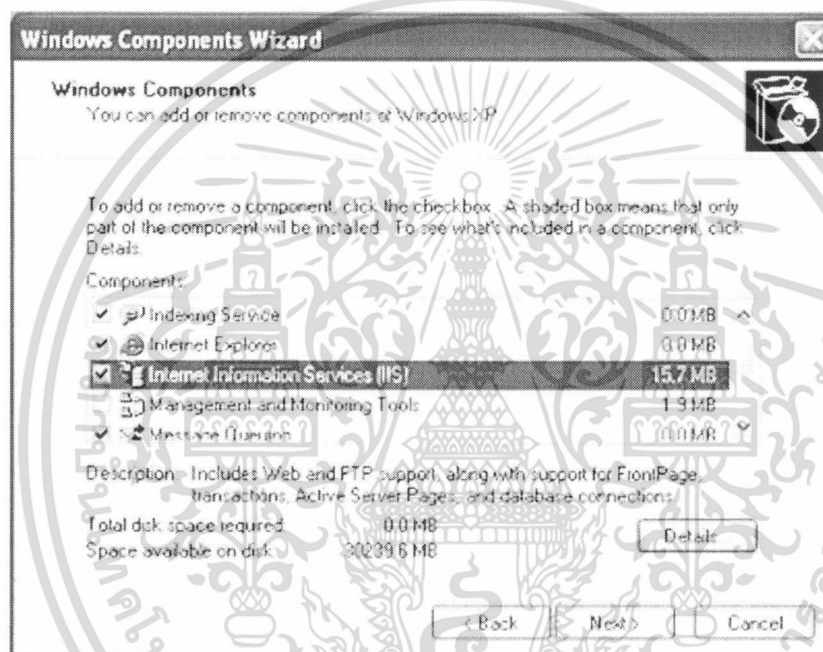 Windows Components Wizard
Windows Components
You can add or remove components of Windows XP.
To add or remove a component, click the checkbox. A shaded box means that only
part of the component will be installed. To see what's included in a component, click
Details.
Components:
Indexing Service 0.0 MB
Internet Explorer 0.0 MB
Internet Information Services (IIS) 15.7 MB
Management and Monitoring Tools 1.9 MB
Message Queuing 0.0 MB
Description: Includes Web and FTP support, along with support for FrontPage,
transactions, Active Server Pages, and database connections
Total disk space required: 0.0 MB
Space available on disk: 30239.6 MB
Details
< Back Next > Cancel